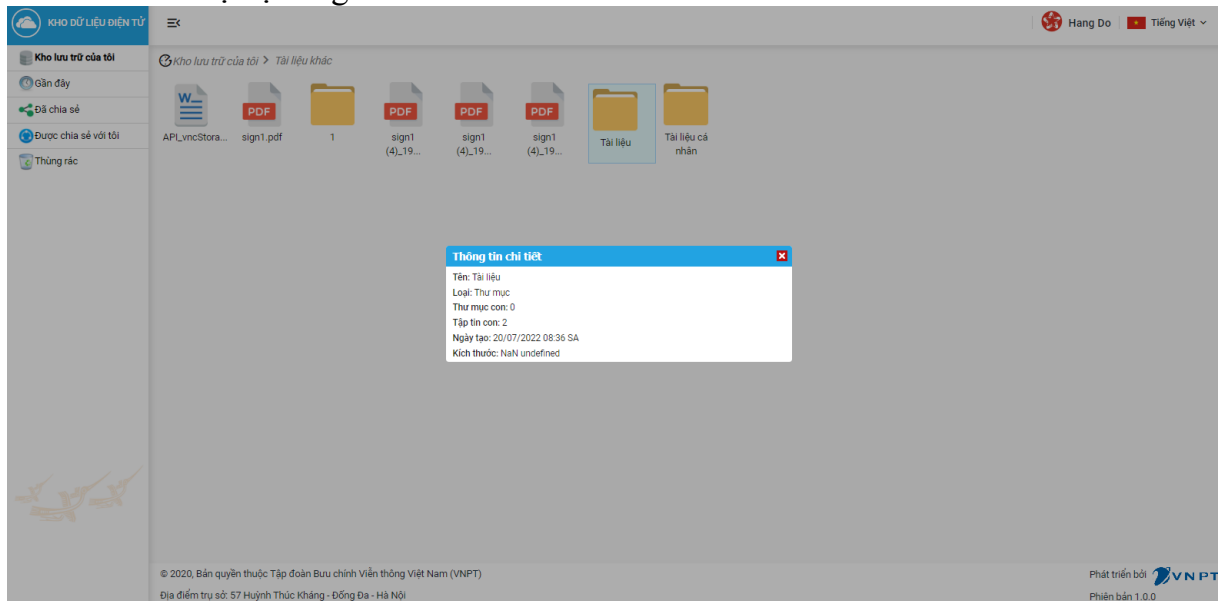 KHO DỮ LIỆU ĐIỆN TỬ
Hang Do
Tiếng Việt
Kho lưu trữ của tôi
Gần đây
Đã chia sẻ
Được chia sẻ với tôi
Thùng rác
Kho lưu trữ của tôi > Tài liệu khác
W
PDF
PDF
PDF
PDF
API_vncStora...
sign1.pdf
1
sign1
(4)_19...
sign1
(4)_19...
sign1
(4)_19...
Tài liệu
Tài liệu cá
nhân
Thông tin chi tiết
Tên: Tài liệu
Loại: Thư mục
Thư mục con: 0
Tập tin con: 2
Ngày tạo: 20/07/2022 08:36 SA
Kích thước: NaN undefined
© 2020, Bản quyền thuộc Tập đoàn Bưu chính Viễn thông Việt Nam (VNPT)
Địa điểm trụ sở: 57 Huỳnh Thúc Kháng - Đống Đa - Hà Nội
Phát triển bởi VNPT
Phiên bản 1.0.0